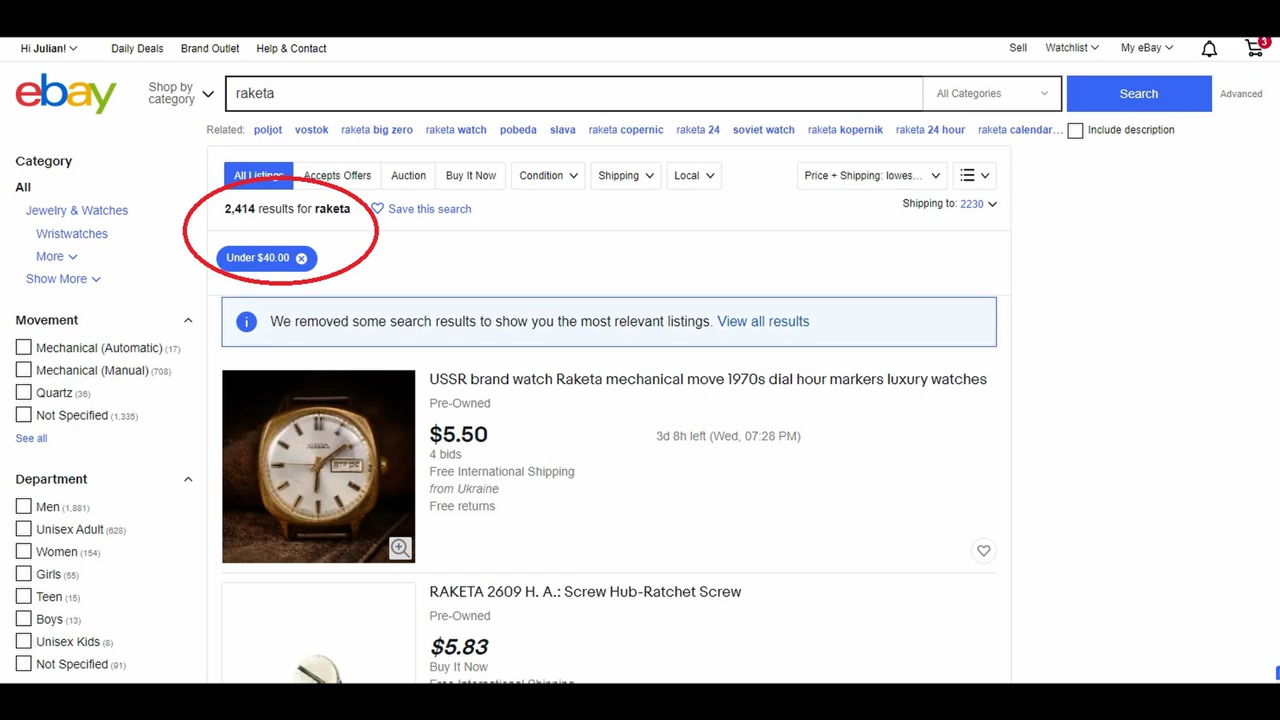 Hi Julian! Daily Deals Brand Outlet Help & Contact Sell Watchlist My eBay 3
ebay Shop by category raketa All Categories Search Advanced
Related: poljot vostok raketa big zero raketa watch pobeda slava raketa copernic raketa 24 soviet watch raketa kopernik raketa 24 hour raketa calendar... Include description
Category
All
Jewelry & Watches
Wristwatches
More
Show More
Movement
Mechanical (Automatic) (17)
Mechanical (Manual) (708)
Quartz (36)
Not Specified (1,335)
See all
Department
Men (1,881)
Unisex Adult (628)
Women (154)
Girls (55)
Teen (15)
Boys (13)
Unisex Kids (8)
Not Specified (91)
All Listings Accepts Offers Auction Buy It Now Condition Shipping Local Price + Shipping: lowes...
2,414 results for raketa Save this search Shipping to: 2230
Under $40.00
We removed some search results to show you the most relevant listings. View all results
USSR brand watch Raketa mechanical move 1970s dial hour markers luxury watches
Pre-Owned
$5.50 3d 8h left (Wed, 07:28 PM)
4 bids
Free International Shipping
from Ukraine
Free returns
RAKETA 2609 H. A.: Screw Hub-Ratchet Screw
Pre-Owned
$5.83
Buy It Now
Free International Shipping